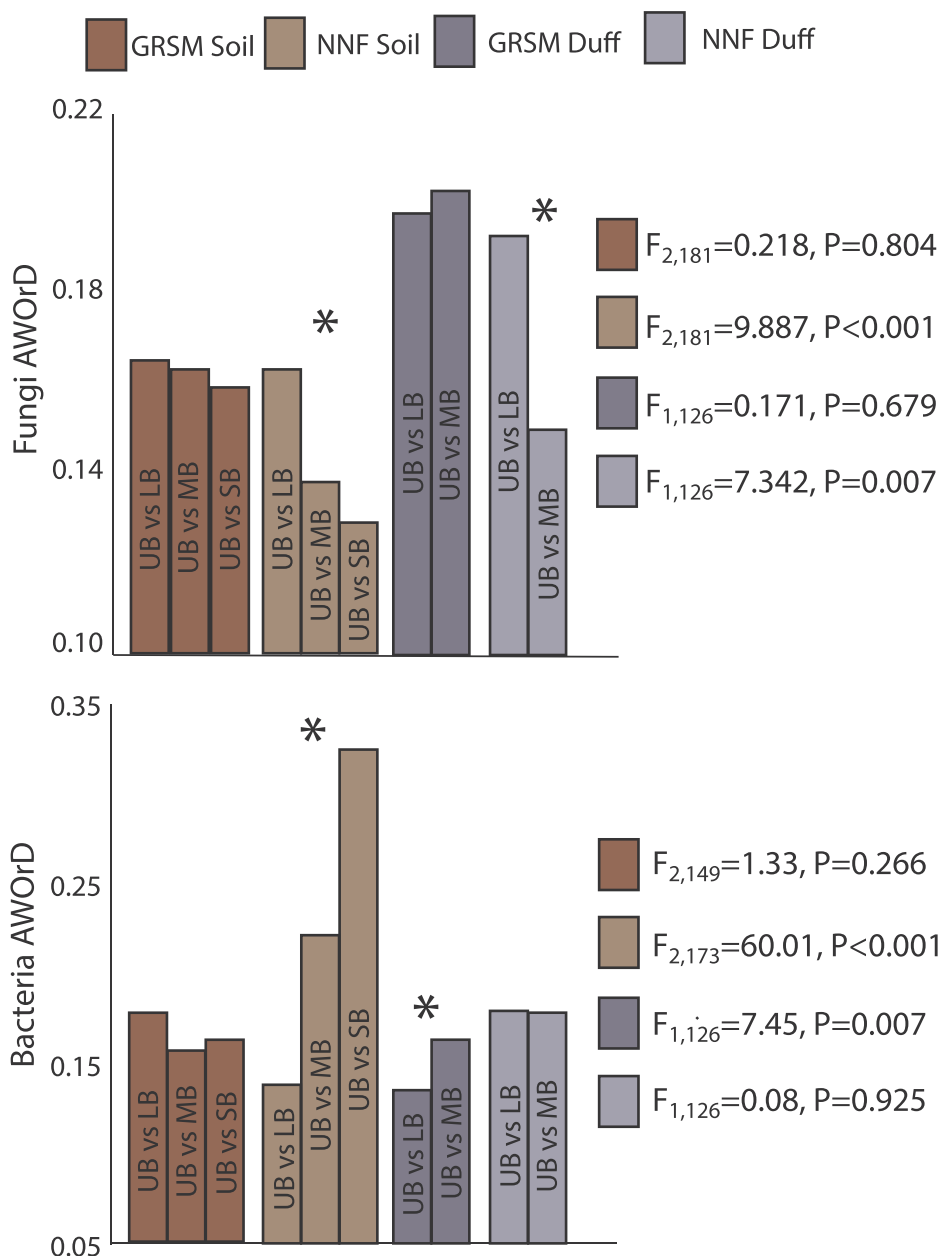 GRSM Soil NNF Soil GRSM Duff NNF Duff
Fungi AWOrD
0.22
0.18
0.14
0.10
UB vs LB
UB vs MB
UB vs SB
UB vs LB
UB vs MB
UB vs SB
*
UB vs LB
UB vs MB
UB vs LB
UB vs MB
*
F2,181=0.218, P=0.804
F2,181=9.887, P<0.001
F1,126=0.171, P=0.679
F1,126=7.342, P=0.007
Bacteria AWOrD
0.35
0.25
0.15
0.05
UB vs LB
UB vs MB
UB vs SB
UB vs LB
UB vs MB
UB vs SB
*
UB vs LB
UB vs MB
*
UB vs LB
UB vs MB
F2,149=1.33, P=0.266
F2,173=60.01, P<0.001
F1,126=7.45, P=0.007
F1,126=0.08, P=0.925